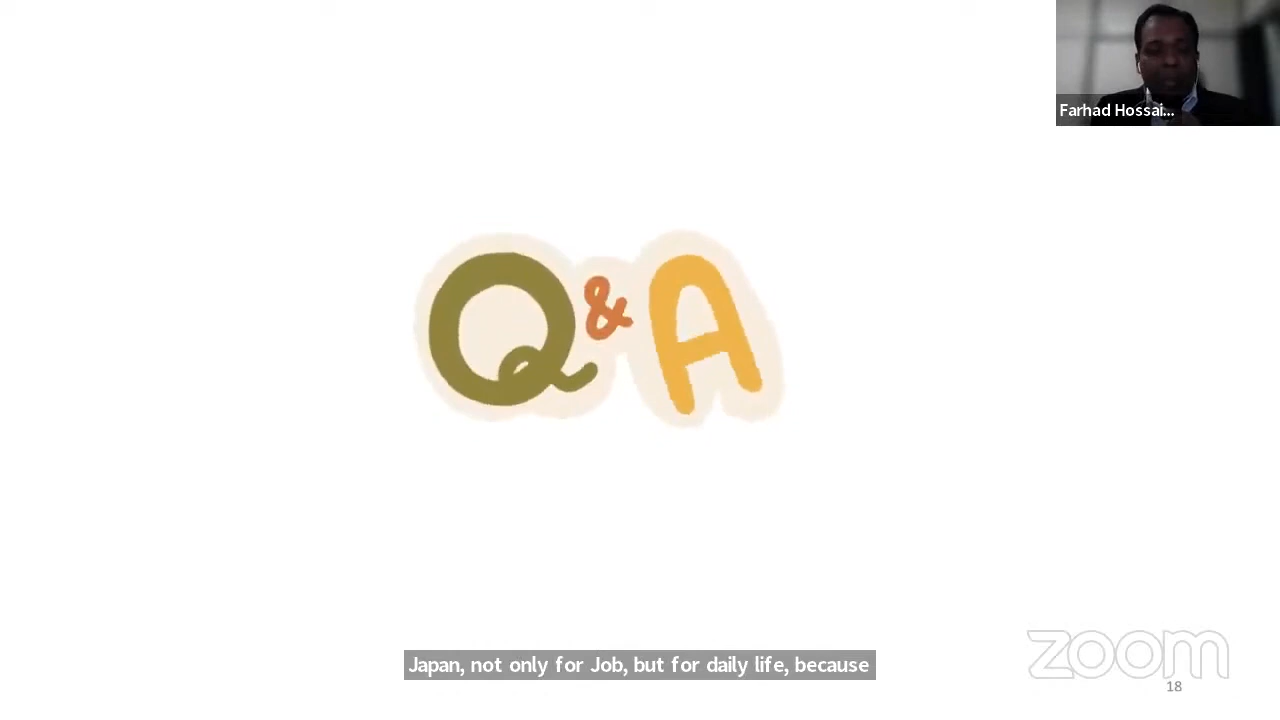 Farhad Hossai...
Q & A
Japan, not only for Job, but for daily life, because
zoom
18